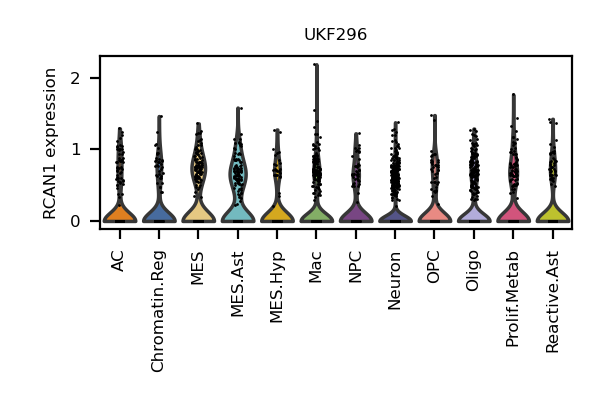 UKF296
RCAN1 expression
2
1
0
AC
Chromatin.Reg
MES
MES.Ast
MES.Hyp
Mac
NPC
Neuron
OPC
Oligo
Prolif.Metab
Reactive.Ast